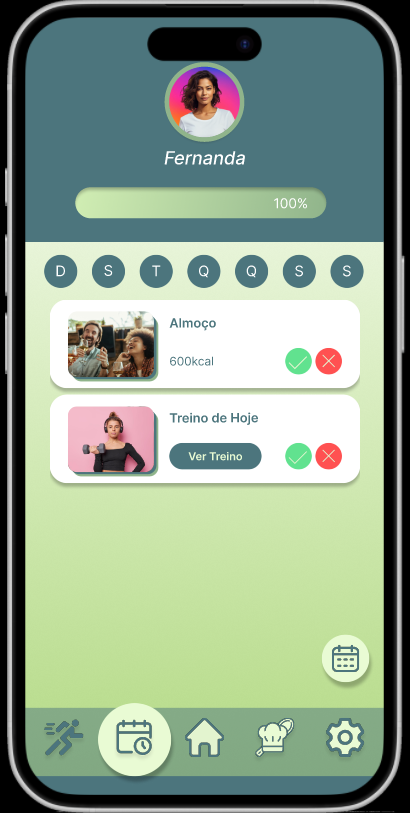 Fernanda
100%
D S T Q Q S S
Almoço
600kcal
Treino de Hoje
Ver Treino